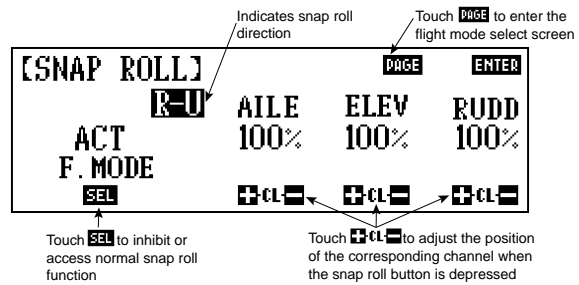 Indicates snap roll
direction
Touch PAGE to enter the
flight mode select screen
[SNAP ROLL]
PAGE
ENTER
R-U
AILE
ELEV
RUDD
ACT
100%
100%
100%
F.MODE
SEL
+CL-
+CL-
+CL-
Touch SEL to inhibit or
access normal snap roll
function
Touch +CL- to adjust the position
of the corresponding channel when
the snap roll button is depressed